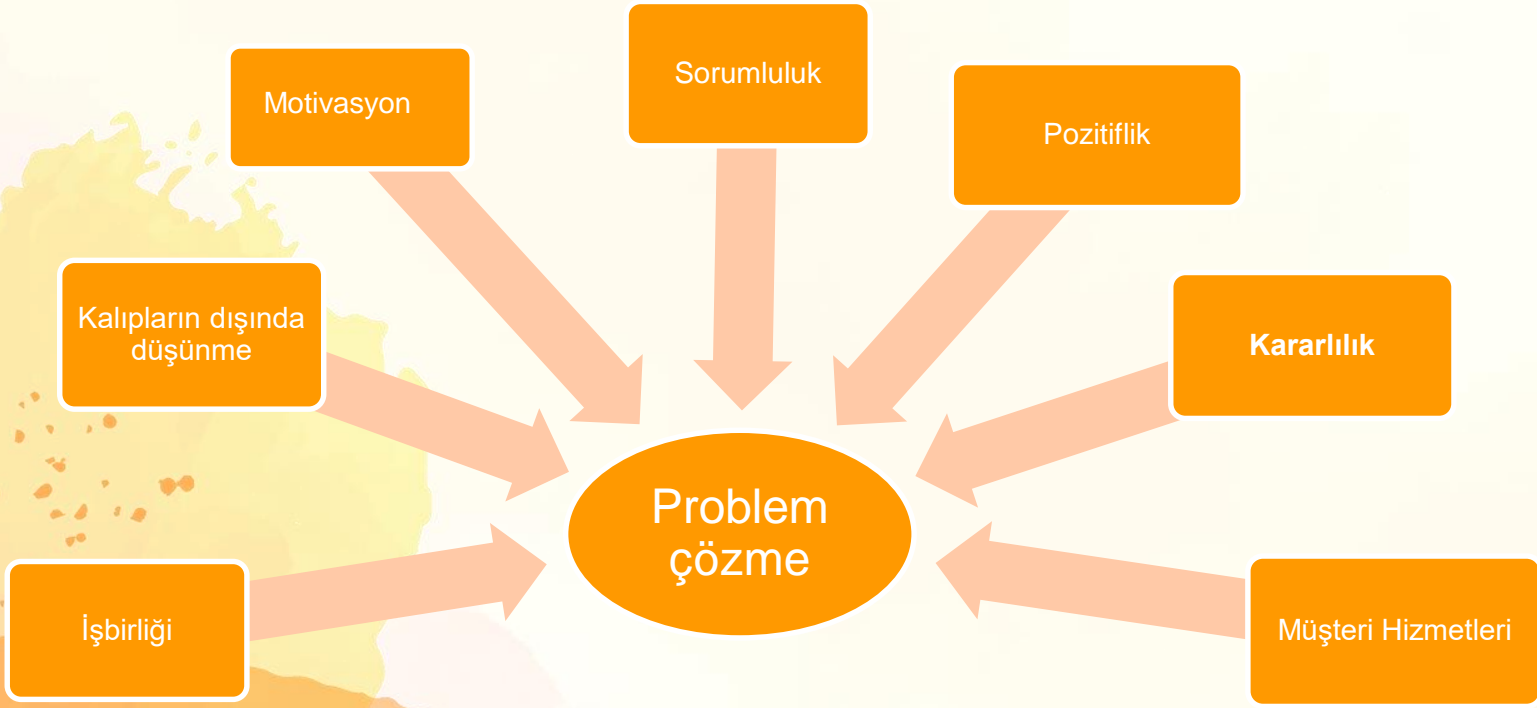 Sorumluluk
Motivasyon
Pozitiflik
Kalıpların dışında
düşünme
Kararlılık
Problem
çözme
İşbirliği
Müşteri Hizmetleri